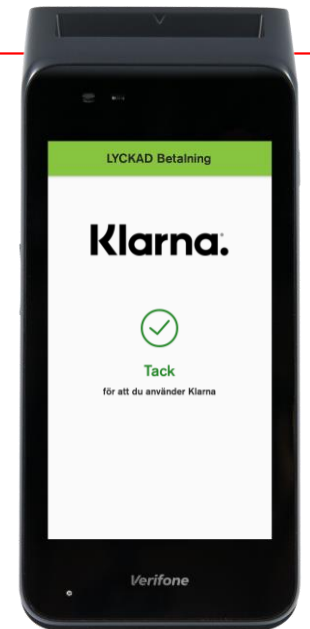 LYCKAD Betalning
Klarna.
Tack
för att du använder Klarna
Verifone